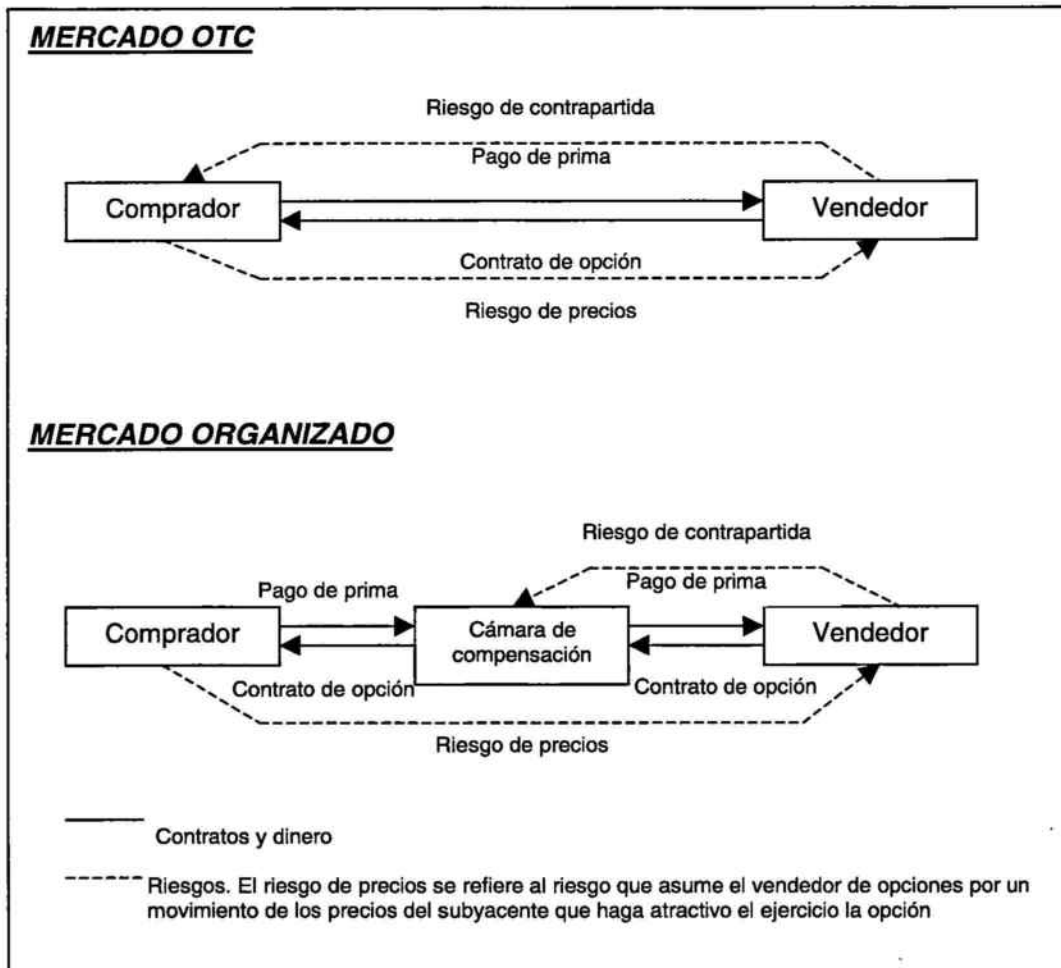 MERCADO OTC
Riesgo de contrapartida
Pago de prima
Comprador
Vendedor
Contrato de opción
Riesgo de precios
MERCADO ORGANIZADO
Riesgo de contrapartida
Pago de prima
Pago de prima
Comprador
Cámara de
compensación
Vendedor
Contrato de opción
Contrato de opción
Riesgo de precios
Contratos y dinero
Riesgos. El riesgo de precios se refiere al riesgo que asume el vendedor de opciones por un
movimiento de los precios del subyacente que haga atractivo el ejercicio la opción